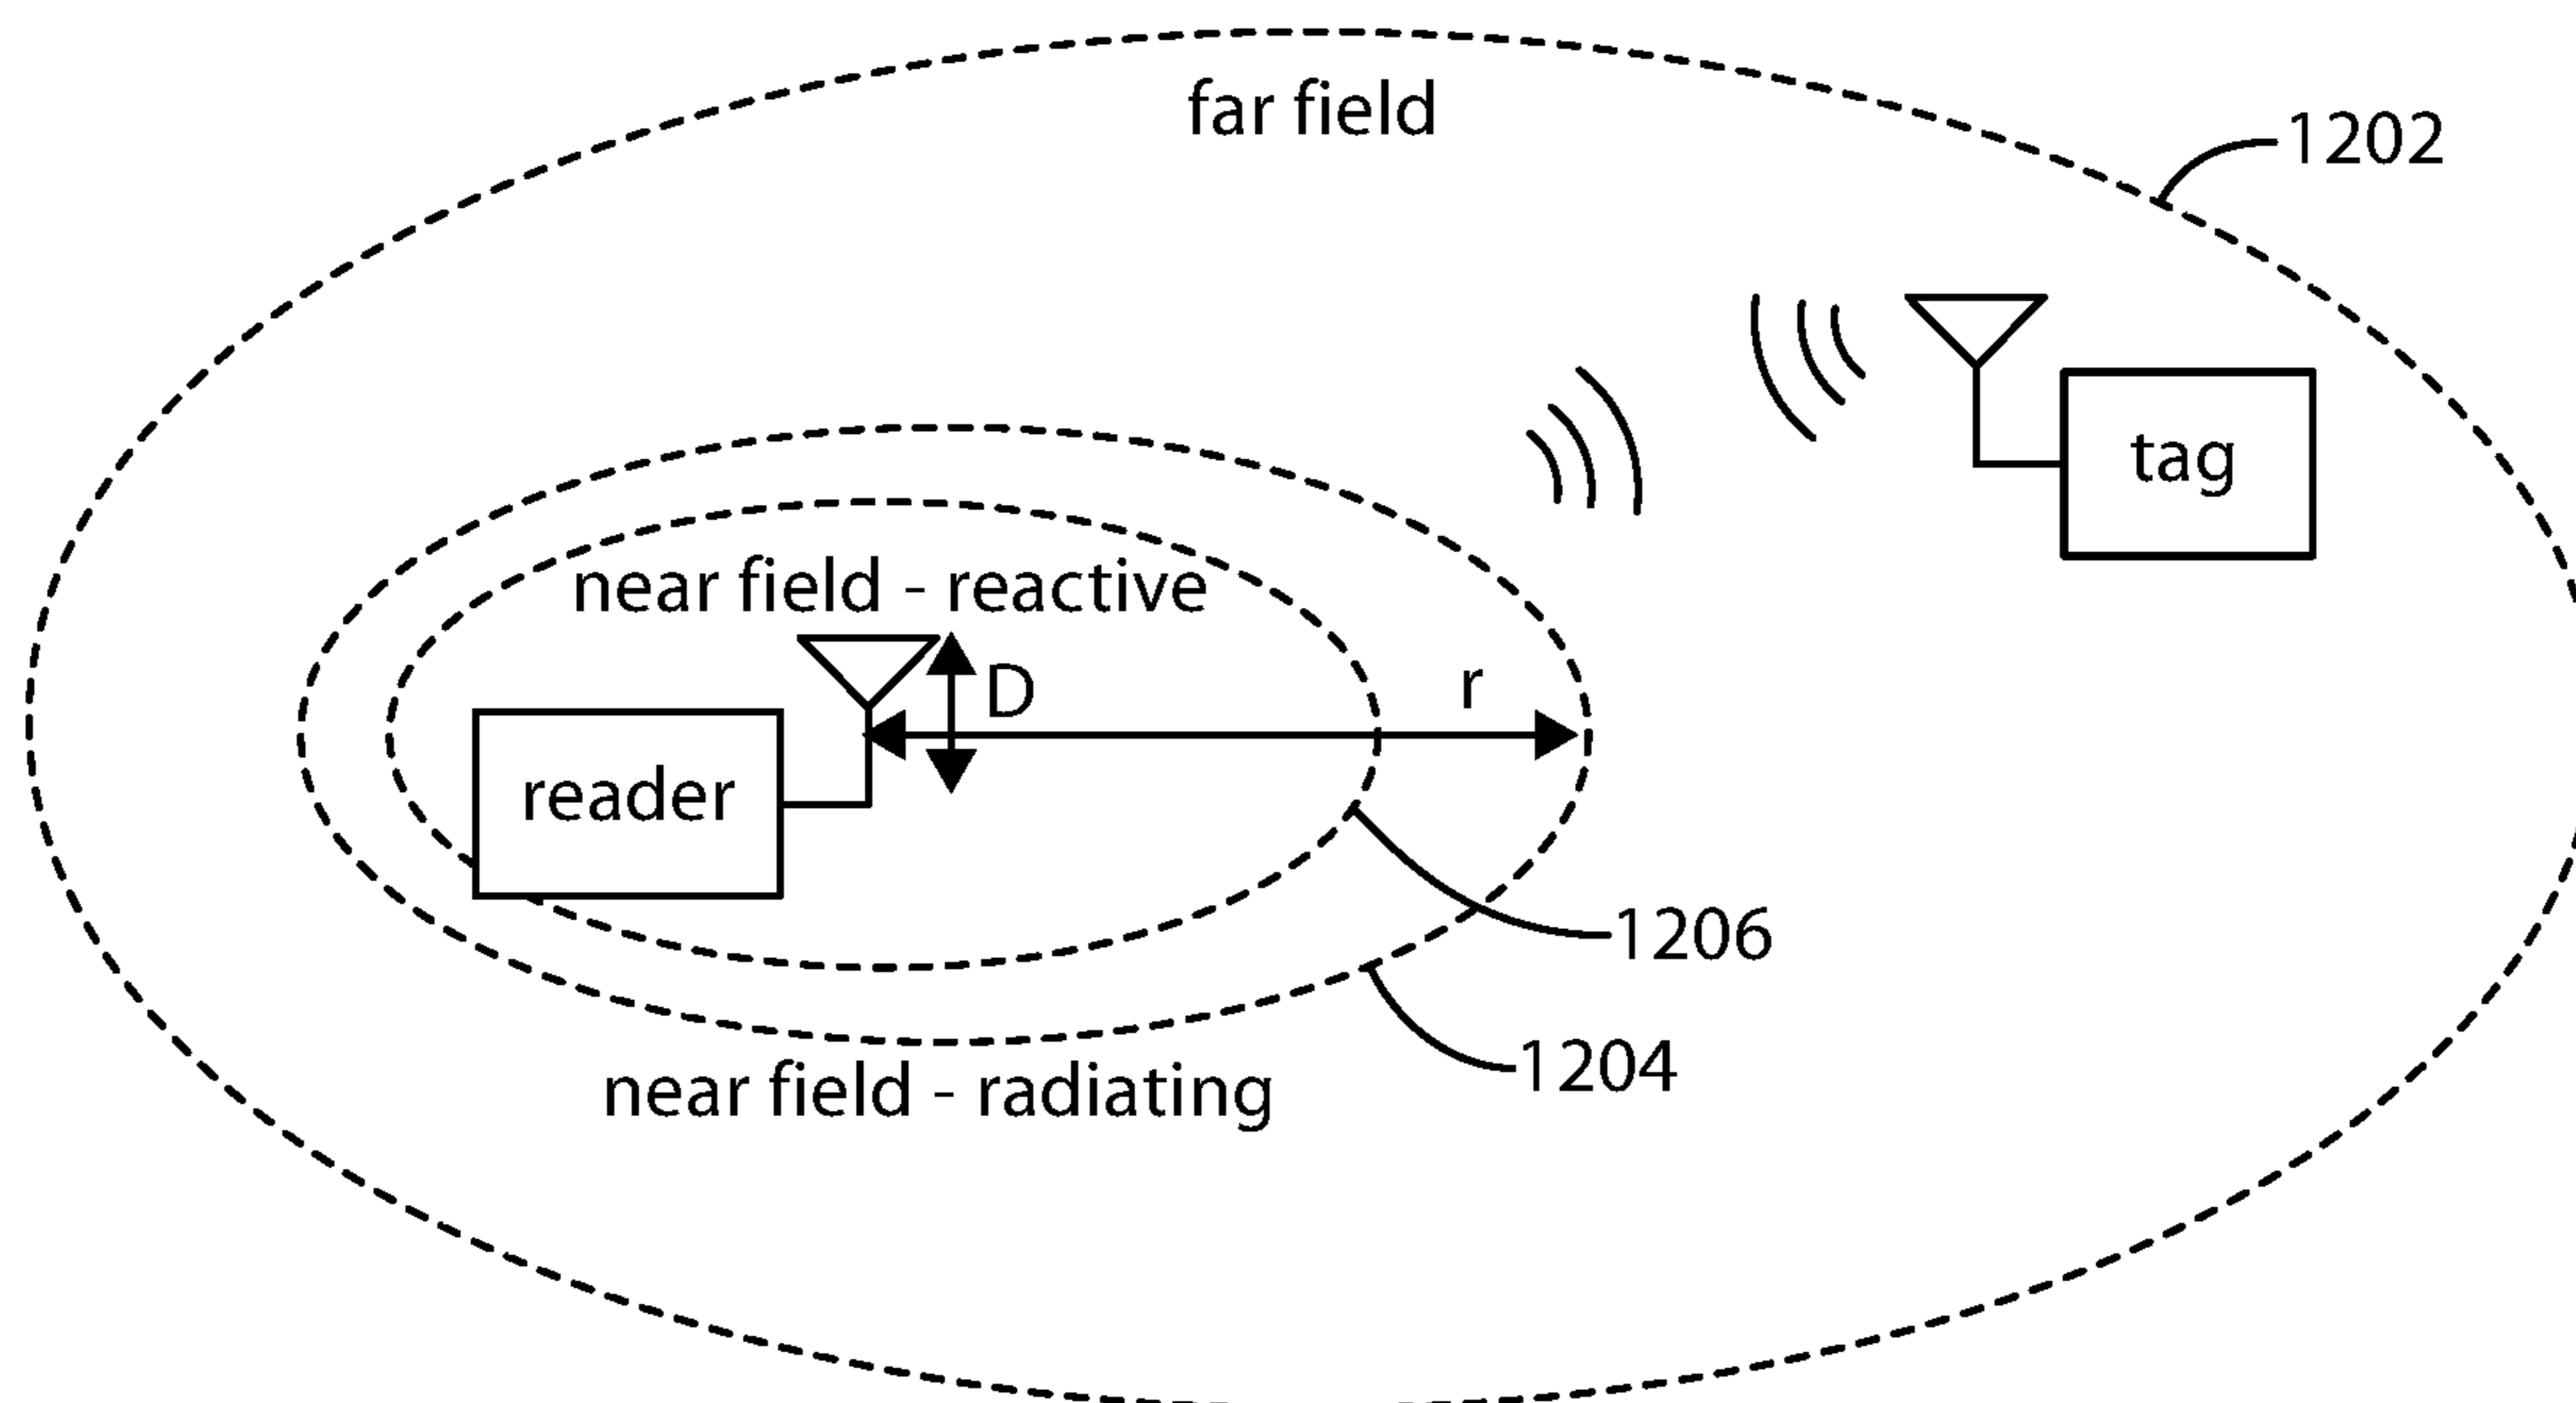 far field
1202
tag
near field - reactive
D
r
reader
1206
1204
near field - radiating